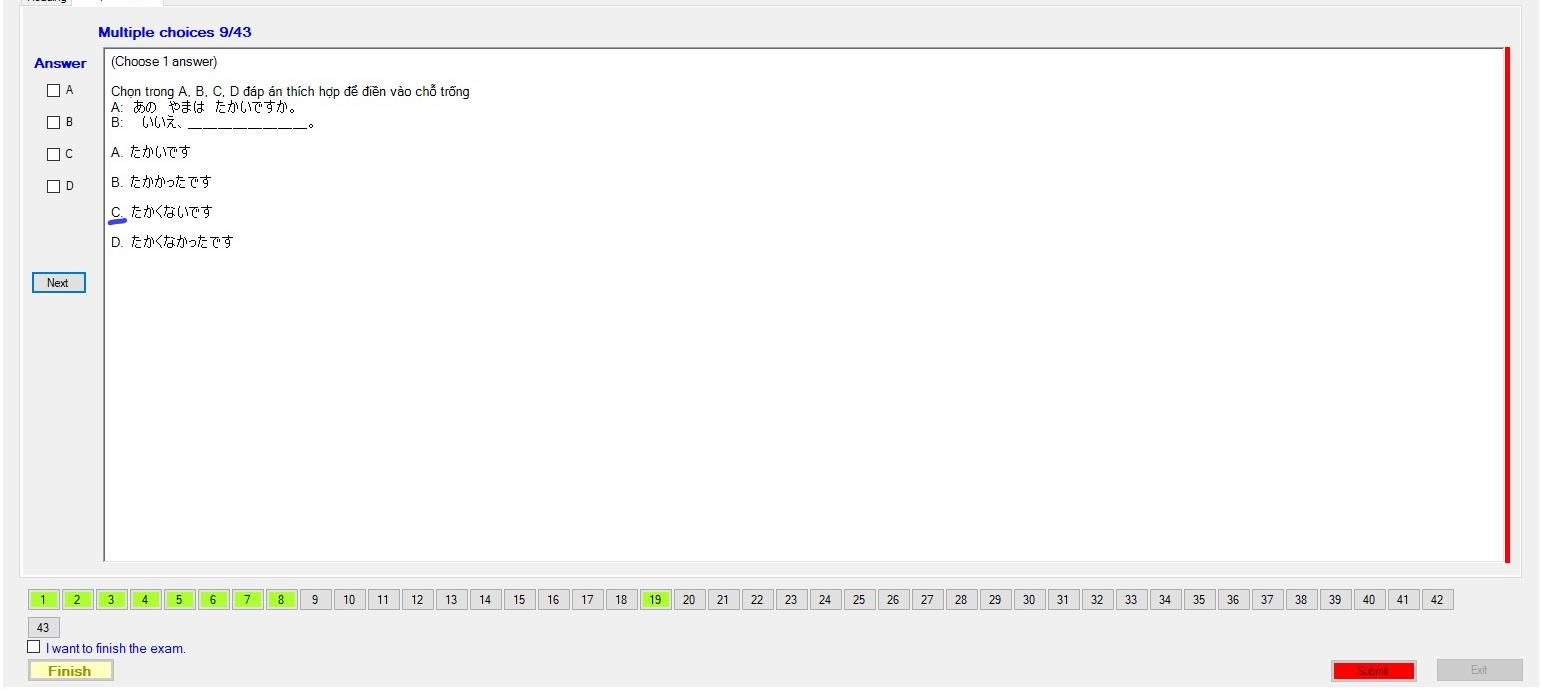 Multiple choices 9/43
Answer
A
B
C
D
Next
(Choose 1 answer)
Chọn trong A, B, C, D đáp án thích hợp để điền vào chỗ trống
A: あの やまは たかいですか。
B: いいえ、________________。
A. たかいです
B. たかかったです
C. たかくないです
D. たかくなかったです
1 2 3 4 5 6 7 8 9 10 11 12 13 14 15 16 17 18 19 20 21 22 23 24 25 26 27 28 29 30 31 32 33 34 35 36 37 38 39 40 41 42
43
I want to finish the exam.
Finish Submit Exit